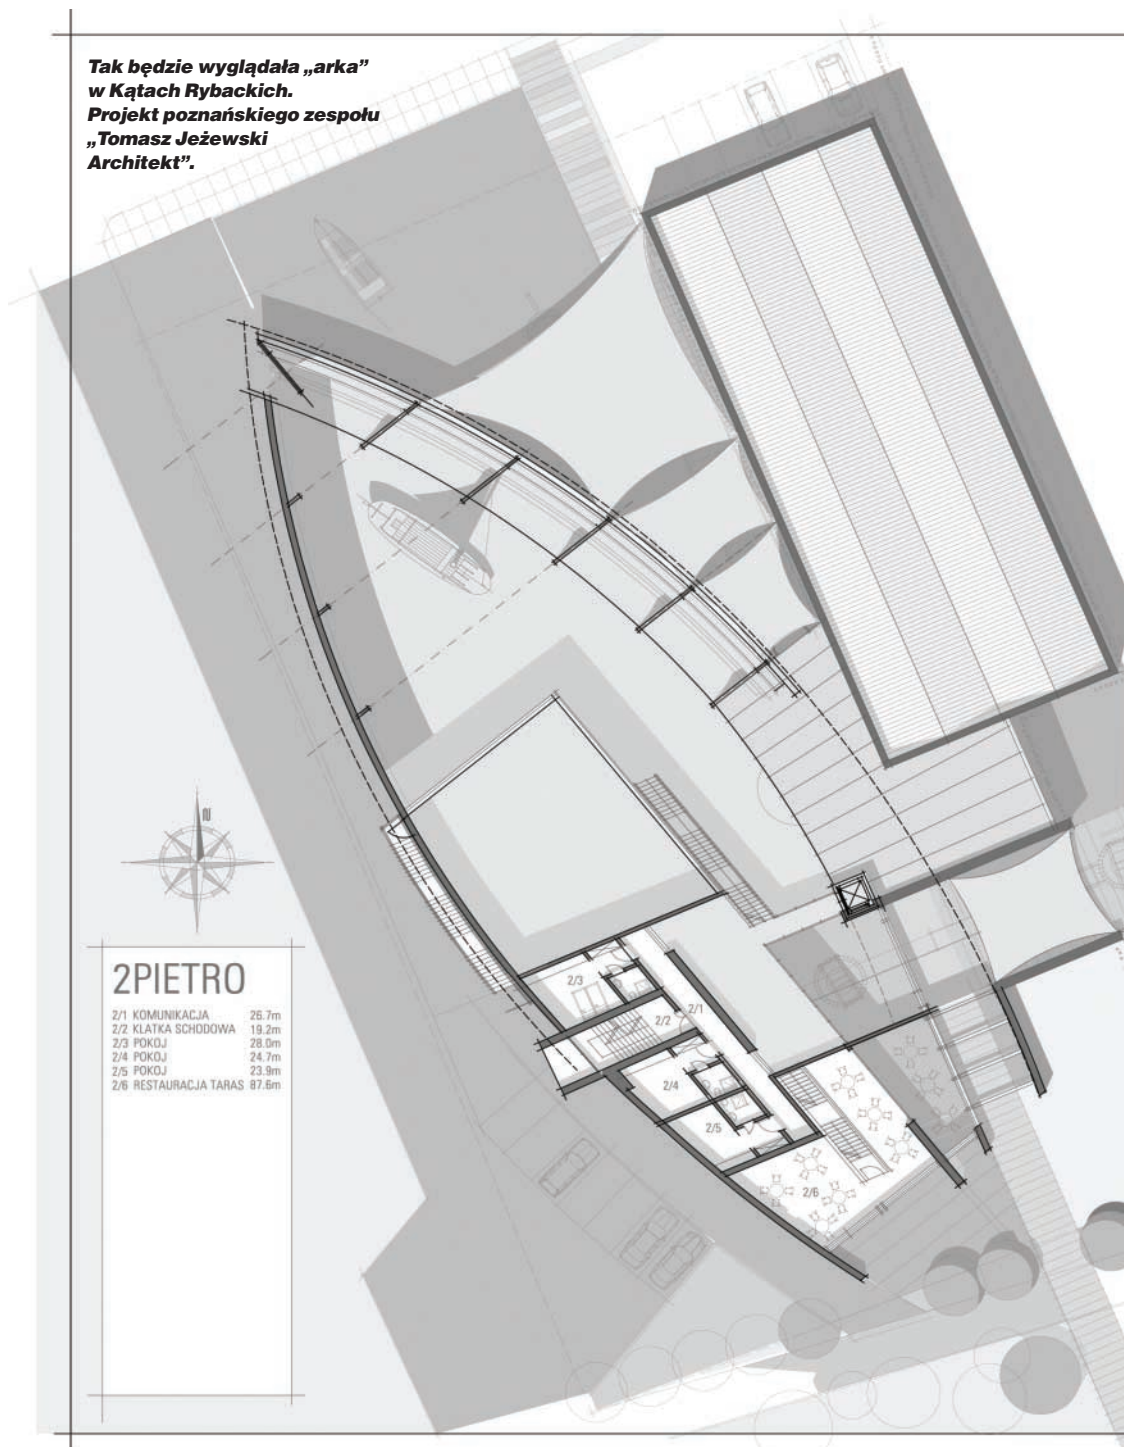 Tak będzie wyglądała „arka”
w Kątach Rybackich.
Projekt poznańskiego zespołu
„Tomasz Jeżewski
Architekt”.
N
2PIETRO
2/1 KOMUNIKACJA 26.7m
2/2 KLATKA SCHODOWA 19.2m
2/3 POKOJ 28.0m
2/4 POKOJ 24.7m
2/5 POKOJ 23.9m
2/6 RESTAURACJA TARAS 87.6m
2/3
2/2
2/1
2/4
2/5
2/6